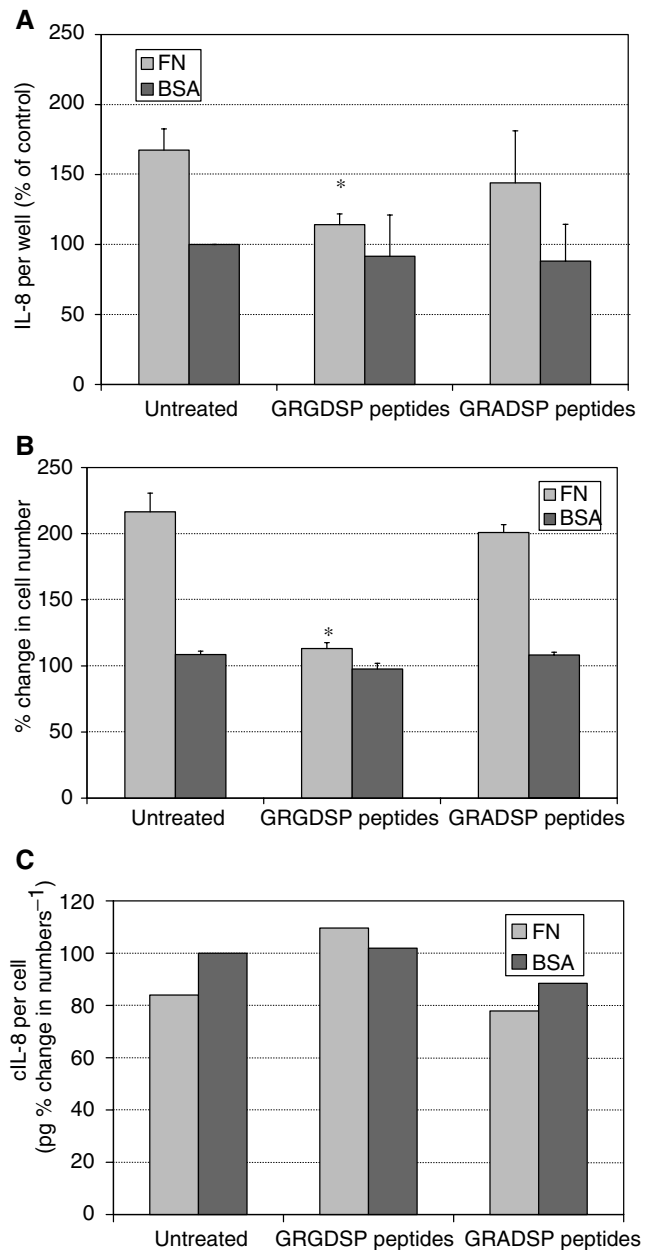 A
IL-8 per well (% of control)
250
200
150
100
50
0
FN
BSA
*
Untreated
GRGDSP peptides
GRADSP peptides
B
% change in cell number
250
200
150
100
50
0
FN
BSA
*
Untreated
GRGDSP peptides
GRADSP peptides
C
cIL-8 per cell
(pg % change in numbers⁻¹)
120
100
80
60
40
20
0
FN
BSA
Untreated
GRGDSP peptides
GRADSP peptides